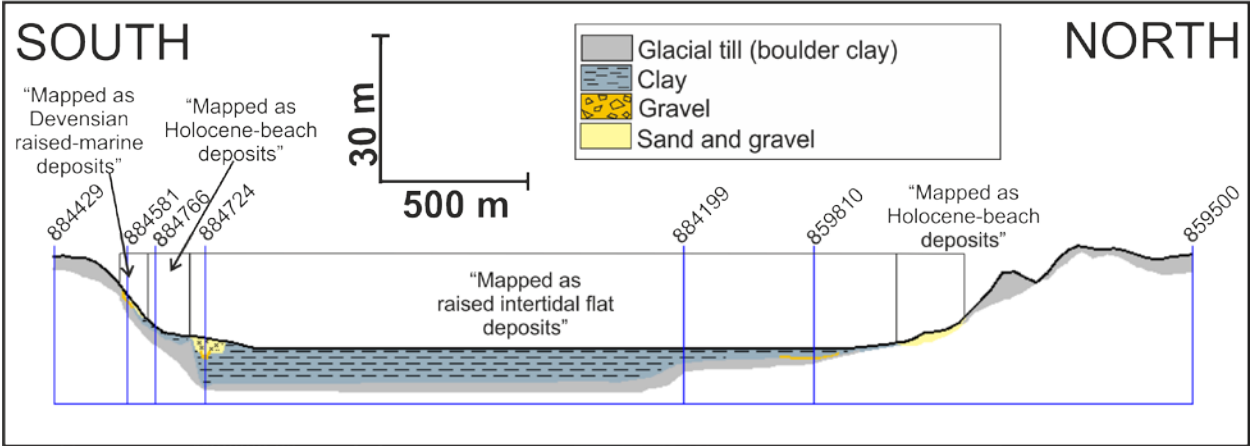 SOUTH
NORTH
Glacial till (boulder clay)
Clay
Gravel
Sand and gravel
30 m
500 m
“Mapped as
Devensian
raised-marine
deposits”
“Mapped as
Holocene-beach
deposits”
884429
884581
884766
884724
884199
859810
“Mapped as
Holocene-beach
deposits”
859500
“Mapped as
raised intertidal flat
deposits”